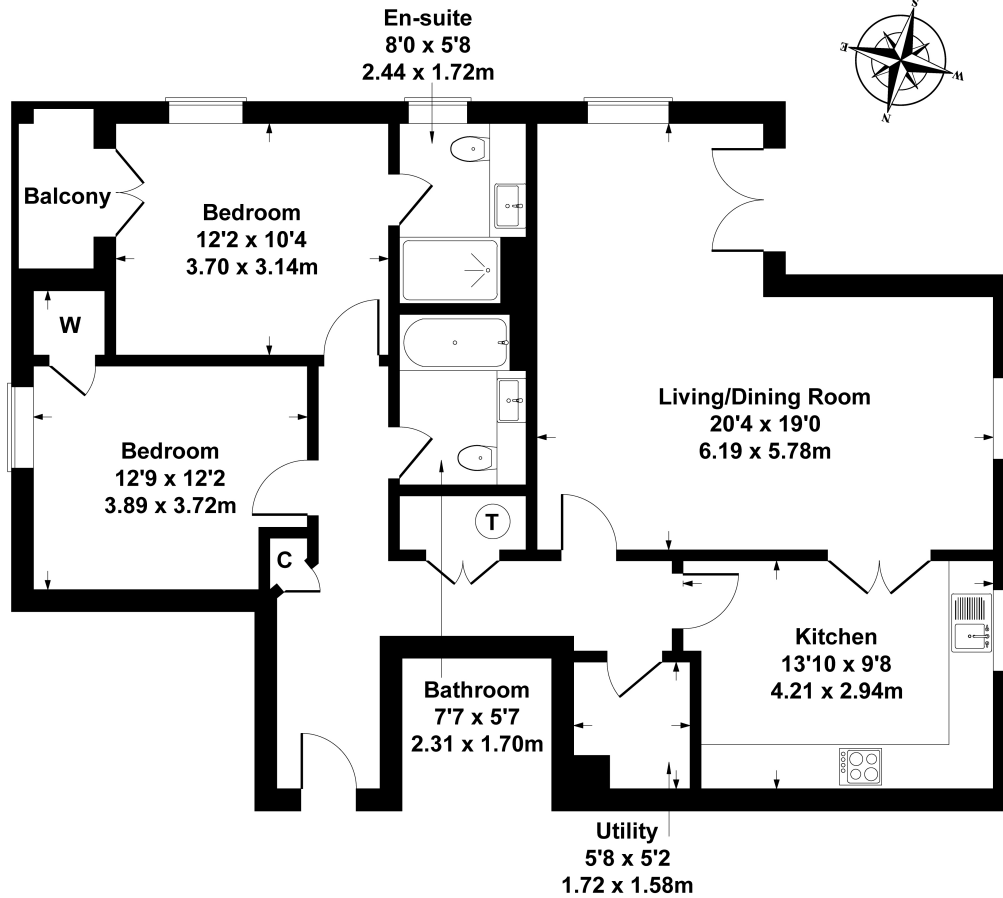 En-suite
8'0 x 5'8
2.44 x 1.72m
S
E
W
N
Balcony
Bedroom
12'2 x 10'4
3.70 x 3.14m
W
Living/Dining Room
20'4 x 19'0
6.19 x 5.78m
Bedroom
12'9 x 12'2
3.89 x 3.72m
T
C
Kitchen
13'10 x 9'8
4.21 x 2.94m
Bathroom
7'7 x 5'7
2.31 x 1.70m
Utility
5'8 x 5'2
1.72 x 1.58m